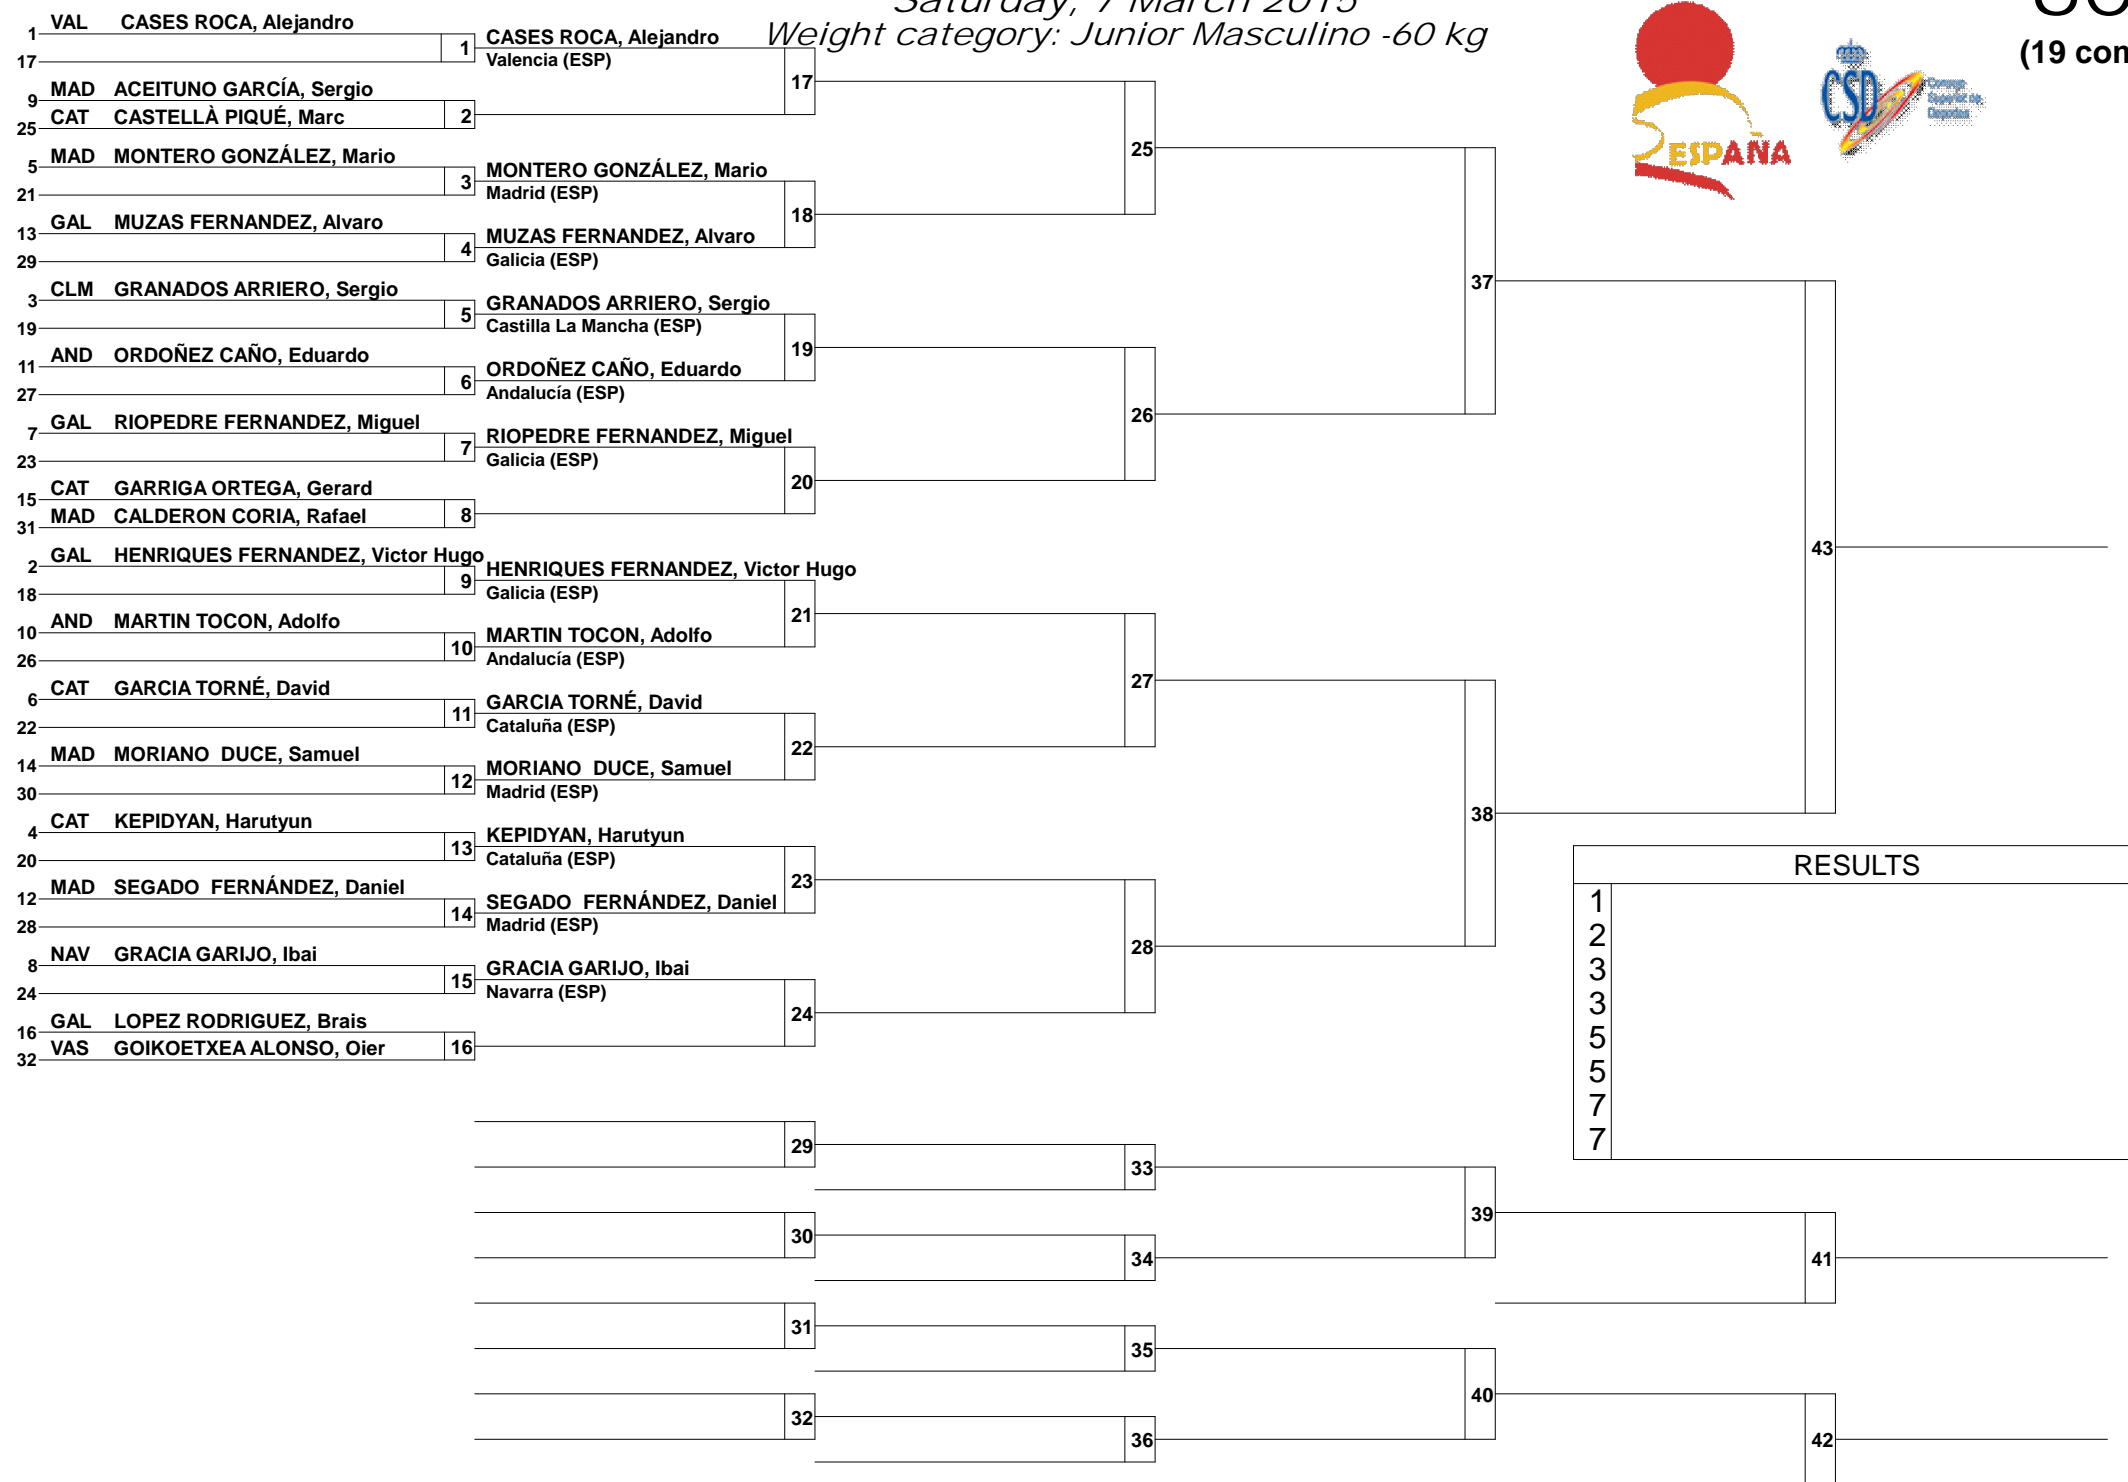 Saturday, 7 March 2015
Weight category: Junior Masculino -60 kg
(19 con
ESPAÑA
CSD
Consejo
Superior de
Deportes
1 VAL CASES ROCA, Alejandro
17
1 CASES ROCA, Alejandro
Valencia (ESP)
17
9 MAD ACEITUNO GARCÍA, Sergio
25 CAT CASTELLÀ PIQUÉ, Marc
2
25
5 MAD MONTERO GONZÁLEZ, Mario
21
3 MONTERO GONZÁLEZ, Mario
Madrid (ESP)
18
13 GAL MUZAS FERNANDEZ, Alvaro
29
4 MUZAS FERNANDEZ, Alvaro
Galicia (ESP)
37
3 CLM GRANADOS ARRIERO, Sergio
19
5 GRANADOS ARRIERO, Sergio
Castilla La Mancha (ESP)
19
11 AND ORDOÑEZ CAÑO, Eduardo
27
6 ORDOÑEZ CAÑO, Eduardo
Andalucía (ESP)
26
7 GAL RIOPEDRE FERNANDEZ, Miguel
23
7 RIOPEDRE FERNANDEZ, Miguel
Galicia (ESP)
20
15 CAT GARRIGA ORTEGA, Gerard
31 MAD CALDERON CORIA, Rafael
8
43
2 GAL HENRIQUES FERNANDEZ, Victor Hugo
18
9 HENRIQUES FERNANDEZ, Victor Hugo
Galicia (ESP)
21
10 AND MARTIN TOCON, Adolfo
26
10 MARTIN TOCON, Adolfo
Andalucía (ESP)
27
6 CAT GARCIA TORNÉ, David
22
11 GARCIA TORNÉ, David
Cataluña (ESP)
22
14 MAD MORIANO DUCE, Samuel
30
12 MORIANO DUCE, Samuel
Madrid (ESP)
38
4 CAT KEPIDYAN, Harutyun
20
13 KEPIDYAN, Harutyun
Cataluña (ESP)
23
12 MAD SEGADO FERNÁNDEZ, Daniel
28
14 SEGADO FERNÁNDEZ, Daniel
Madrid (ESP)
28
8 NAV GRACIA GARIJO, Ibai
24
15 GRACIA GARIJO, Ibai
Navarra (ESP)
24
16 GAL LOPEZ RODRIGUEZ, Brais
32 VAS GOIKOETXEA ALONSO, Oier
16
RESULTS
1
2
3
3
5
5
7
7
29
33
30
39
34
41
31
35
40
32
36
42